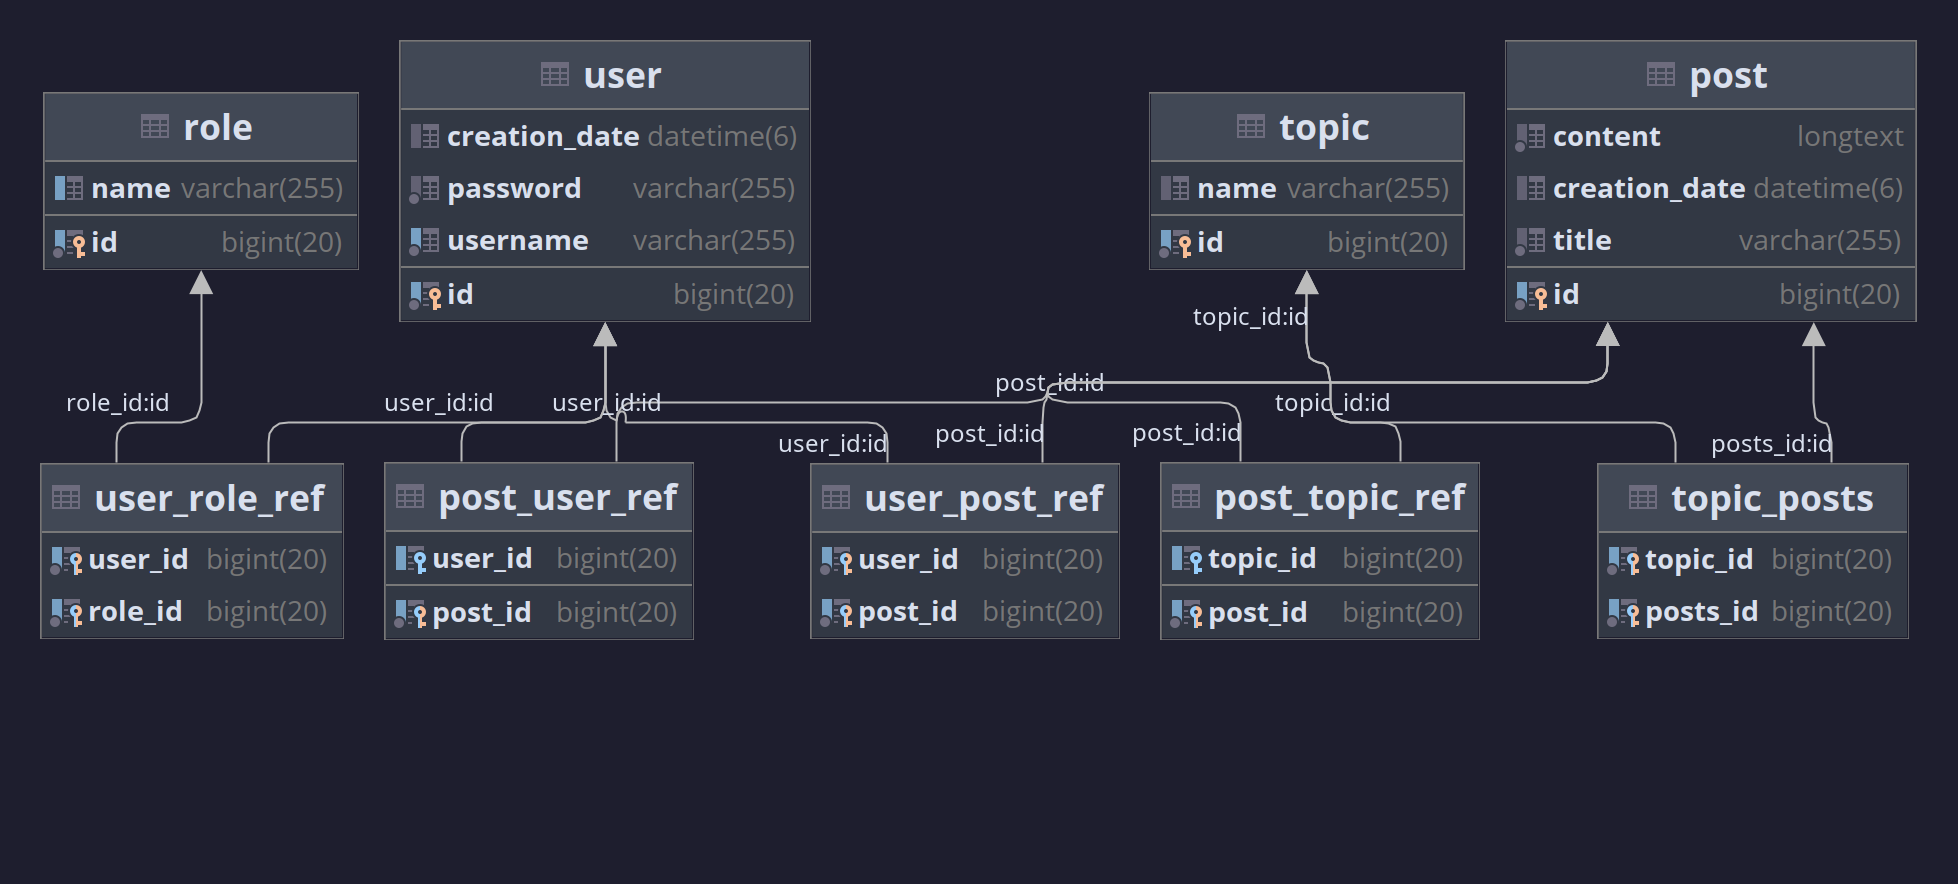 role
name varchar(255)
id bigint(20)
user
creation_date datetime(6)
password varchar(255)
username varchar(255)
id bigint(20)
topic
name varchar(255)
id bigint(20)
post
content longtext
creation_date datetime(6)
title varchar(255)
id bigint(20)
topic_id:id
post_id:id
role_id:id
user_id:id
user_id:id
topic_id:id
user_id:id
post_id:id
post_id:id
posts_id:id
user_role_ref
user_id bigint(20)
role_id bigint(20)
post_user_ref
user_id bigint(20)
post_id bigint(20)
user_post_ref
user_id bigint(20)
post_id bigint(20)
post_topic_ref
topic_id bigint(20)
post_id bigint(20)
topic_posts
topic_id bigint(20)
posts_id bigint(20)